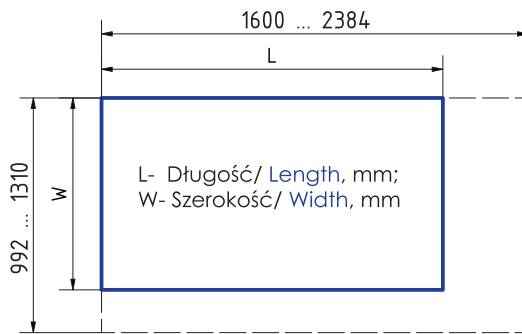 1600 ... 2384
L
992 ... 1310
W
L- Długość/ Length, mm;
W- Szerokość/ Width, mm